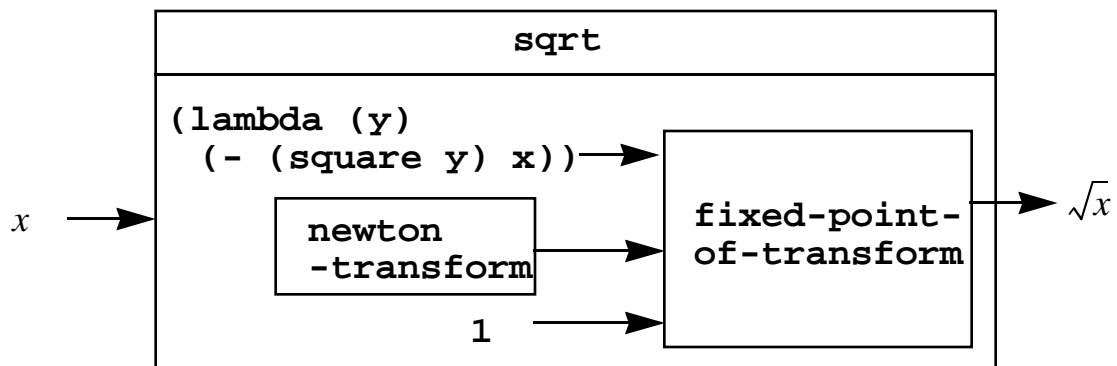 sqrt
(lambda (y)
(- (square y) x))
x
newton
-transform
1
fixed-point-
of-transform
√x